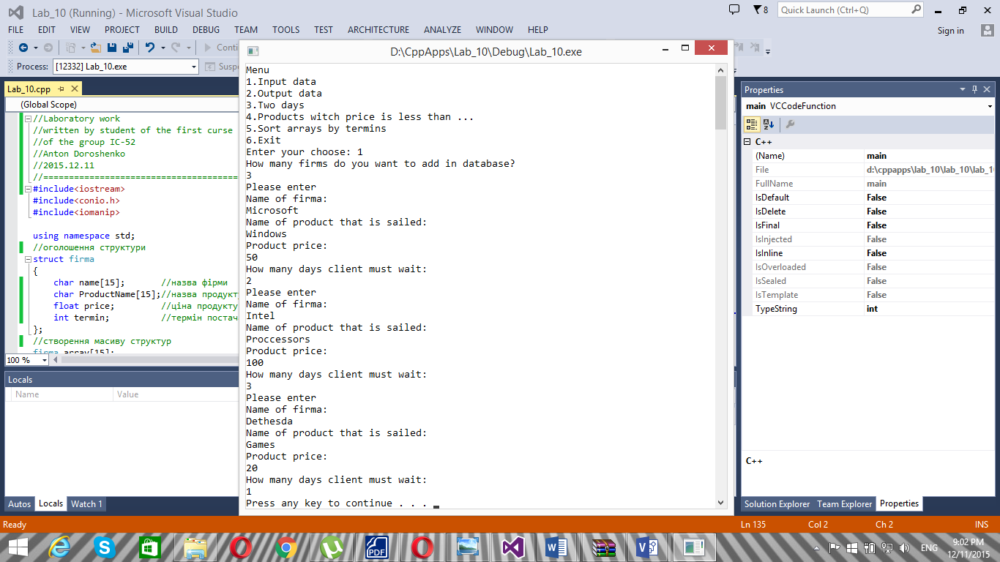 Lab_10 (Running) - Microsoft Visual Studio
8
Quick Launch (Ctrl+Q)
FILE EDIT VIEW PROJECT BUILD DEBUG TEAM TOOLS TEST ARCHITECTURE ANALYZE WINDOW HELP
Sign in
Conti
Process: [12332] Lab_10.exe
Suspe
Lab_10.cpp
(Global Scope)
//Laboratory work
//written by student of the first curse
//of the group IC-52
//Anton Doroshenko
//2015.12.11
//=====================================
#include<iostream>
#include<conio.h>
#include<iomanip>
using namespace std;
//оголошення структури
struct firma
{
char name[15]; //назва фірми
char ProductName[15];//назва продукт
float price; //ціна продукту
int termin; //термін постач
};
//створення масиву структур
firma array[15];
100 %
Locals
Name Value
Autos Locals Watch 1
D:\CppApps\Lab_10\Debug\Lab_10.exe
Menu
1.Input data
2.Output data
3.Two days
4.Products witch price is less than ...
5.Sort arrays by termins
6.Exit
Enter your choose: 1
How many firms do you want to add in database?
3
Please enter
Name of firma:
Microsoft
Name of product that is sailed:
Windows
Product price:
50
How many days client must wait:
2
Please enter
Name of firma:
Intel
Name of product that is sailed:
Proccessors
Product price:
100
How many days client must wait:
3
Please enter
Name of firma:
Dethesda
Name of product that is sailed:
Games
Product price:
20
How many days client must wait:
1
Press any key to continue . . .
Properties
main VCCodeFunction
C++
(Name) main
File d:\cppapps\lab_10\lab_10\lab_10
FullName main
IsDefault False
IsDelete False
IsFinal False
IsInjected False
IsInline False
IsOverloaded False
IsSealed False
IsTemplate False
TypeString int
C++
Solution Explorer Team Explorer Properties
Ready
Ln 135 Col 2 Ch 2 INS
PDF
ENG
9:02 PM
12/11/2015